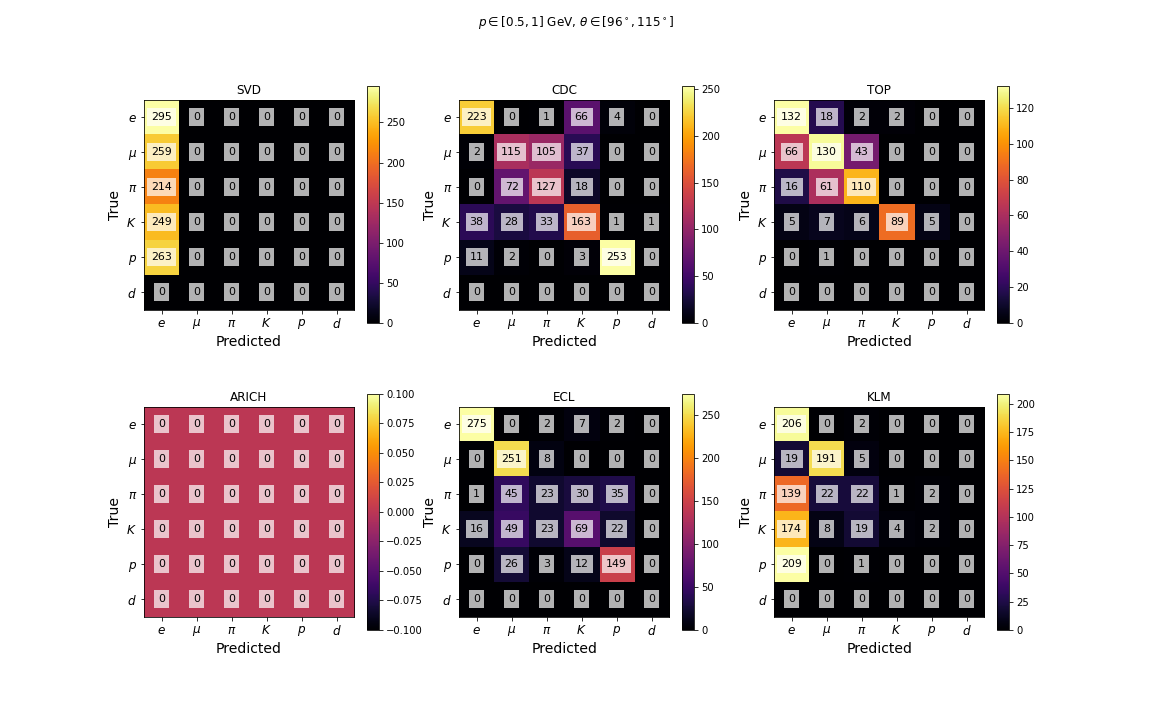 p ∈ [0.5, 1] GeV, θ ∈ [96°, 115°]
SVD
True
e 295 0 0 0 0 0
μ 259 0 0 0 0 0
π 214 0 0 0 0 0
K 249 0 0 0 0 0
p 263 0 0 0 0 0
d 0 0 0 0 0 0
e μ π K p d
Predicted
250
200
150
100
50
0
CDC
True
e 223 0 1 66 4 0
μ 2 115 105 37 0 0
π 0 72 127 18 0 0
K 38 28 33 163 1 1
p 11 2 0 3 253 0
d 0 0 0 0 0 0
e μ π K p d
Predicted
250
200
150
100
50
0
TOP
True
e 132 18 2 2 0 0
μ 66 130 43 0 0 0
π 16 61 110 0 0 0
K 5 7 6 89 5 0
p 0 1 0 0 0 0
d 0 0 0 0 0 0
e μ π K p d
Predicted
120
100
80
60
40
20
0
ARICH
True
e 0 0 0 0 0 0
μ 0 0 0 0 0 0
π 0 0 0 0 0 0
K 0 0 0 0 0 0
p 0 0 0 0 0 0
d 0 0 0 0 0 0
e μ π K p d
Predicted
0.100
0.075
0.050
0.025
0.000
−0.025
−0.050
−0.075
−0.100
ECL
True
e 275 0 2 7 2 0
μ 0 251 8 0 0 0
π 1 45 23 30 35 0
K 16 49 23 69 22 0
p 0 26 3 12 149 0
d 0 0 0 0 0 0
e μ π K p d
Predicted
250
200
150
100
50
0
KLM
True
e 206 0 2 0 0 0
μ 19 191 5 0 0 0
π 139 22 22 1 2 0
K 174 8 19 4 2 0
p 209 0 1 0 0 0
d 0 0 0 0 0 0
e μ π K p d
Predicted
200
175
150
125
100
75
50
25
0